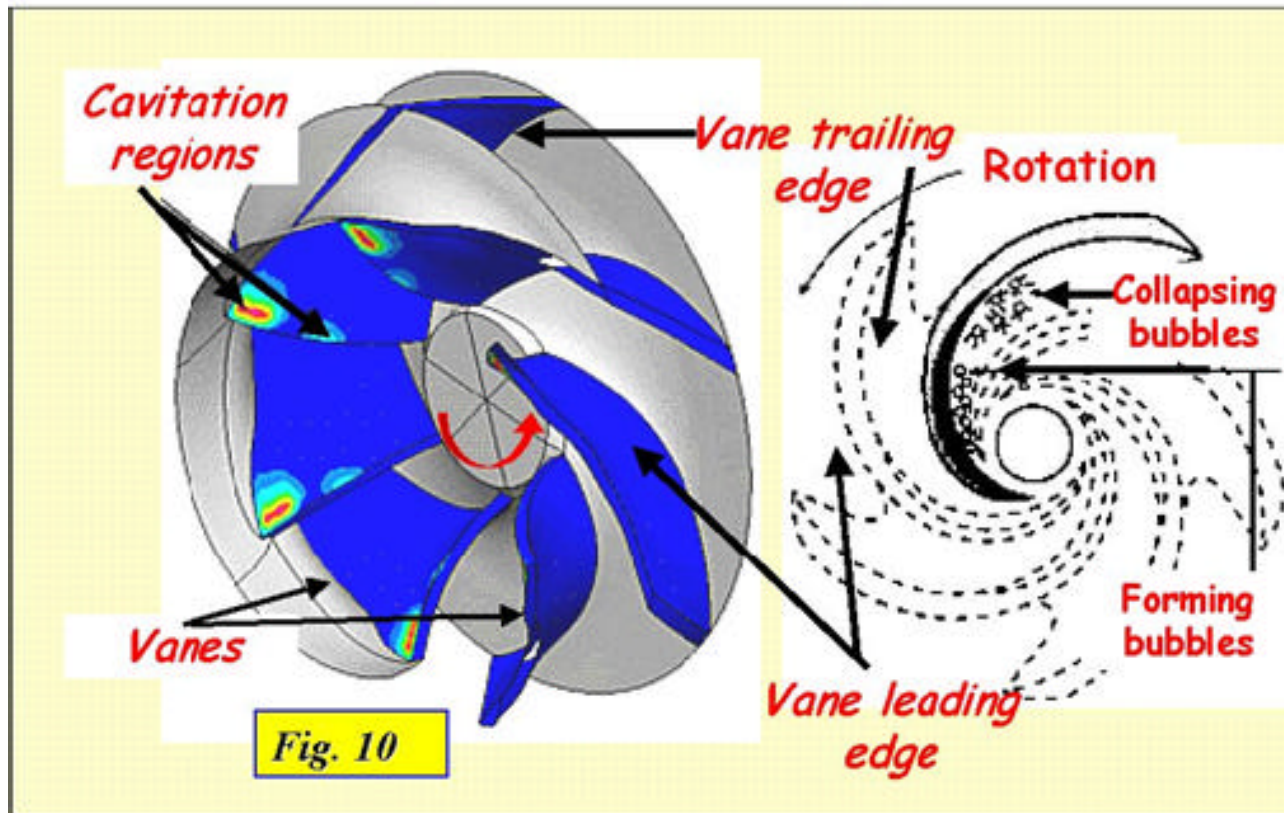 Cavitation
regions
Vane trailing
edge
Rotation
Collapsing
bubbles
Forming
bubbles
Vanes
Vane leading
edge
Fig. 10